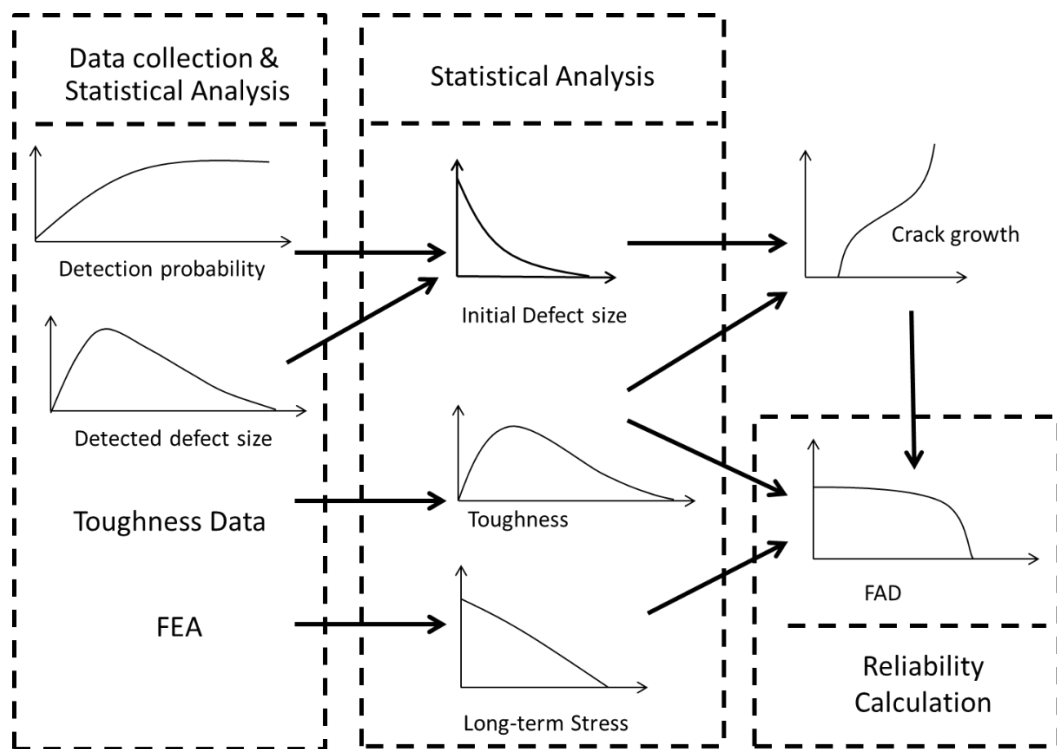 Data collection &
Statistical Analysis
Detection probability
Detected defect size
Toughness Data
FEA
Statistical Analysis
Initial Defect size
Toughness
Long-term Stress
Crack growth
FAD
Reliability
Calculation